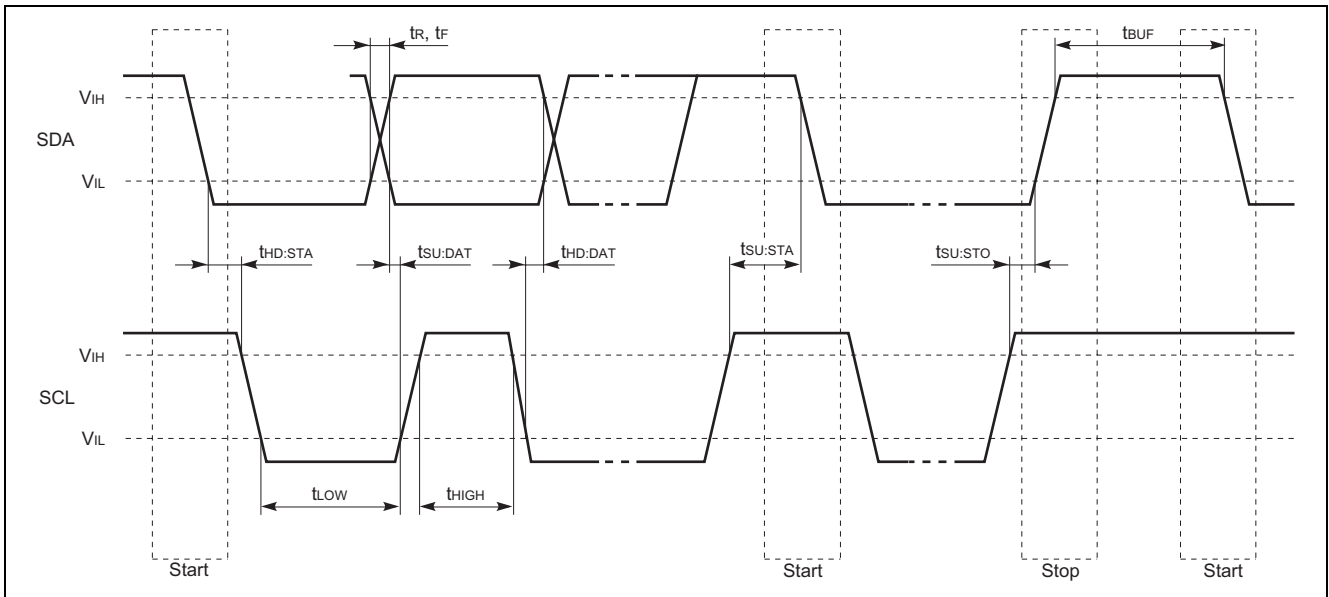 tR, tF
tBUF
VIH
SDA
VIL
tHD:STA
tSU:DAT
tHD:DAT
tSU:STA
tSU:STO
VIH
SCL
VIL
tLOW
tHIGH
Start
Start
Stop
Start